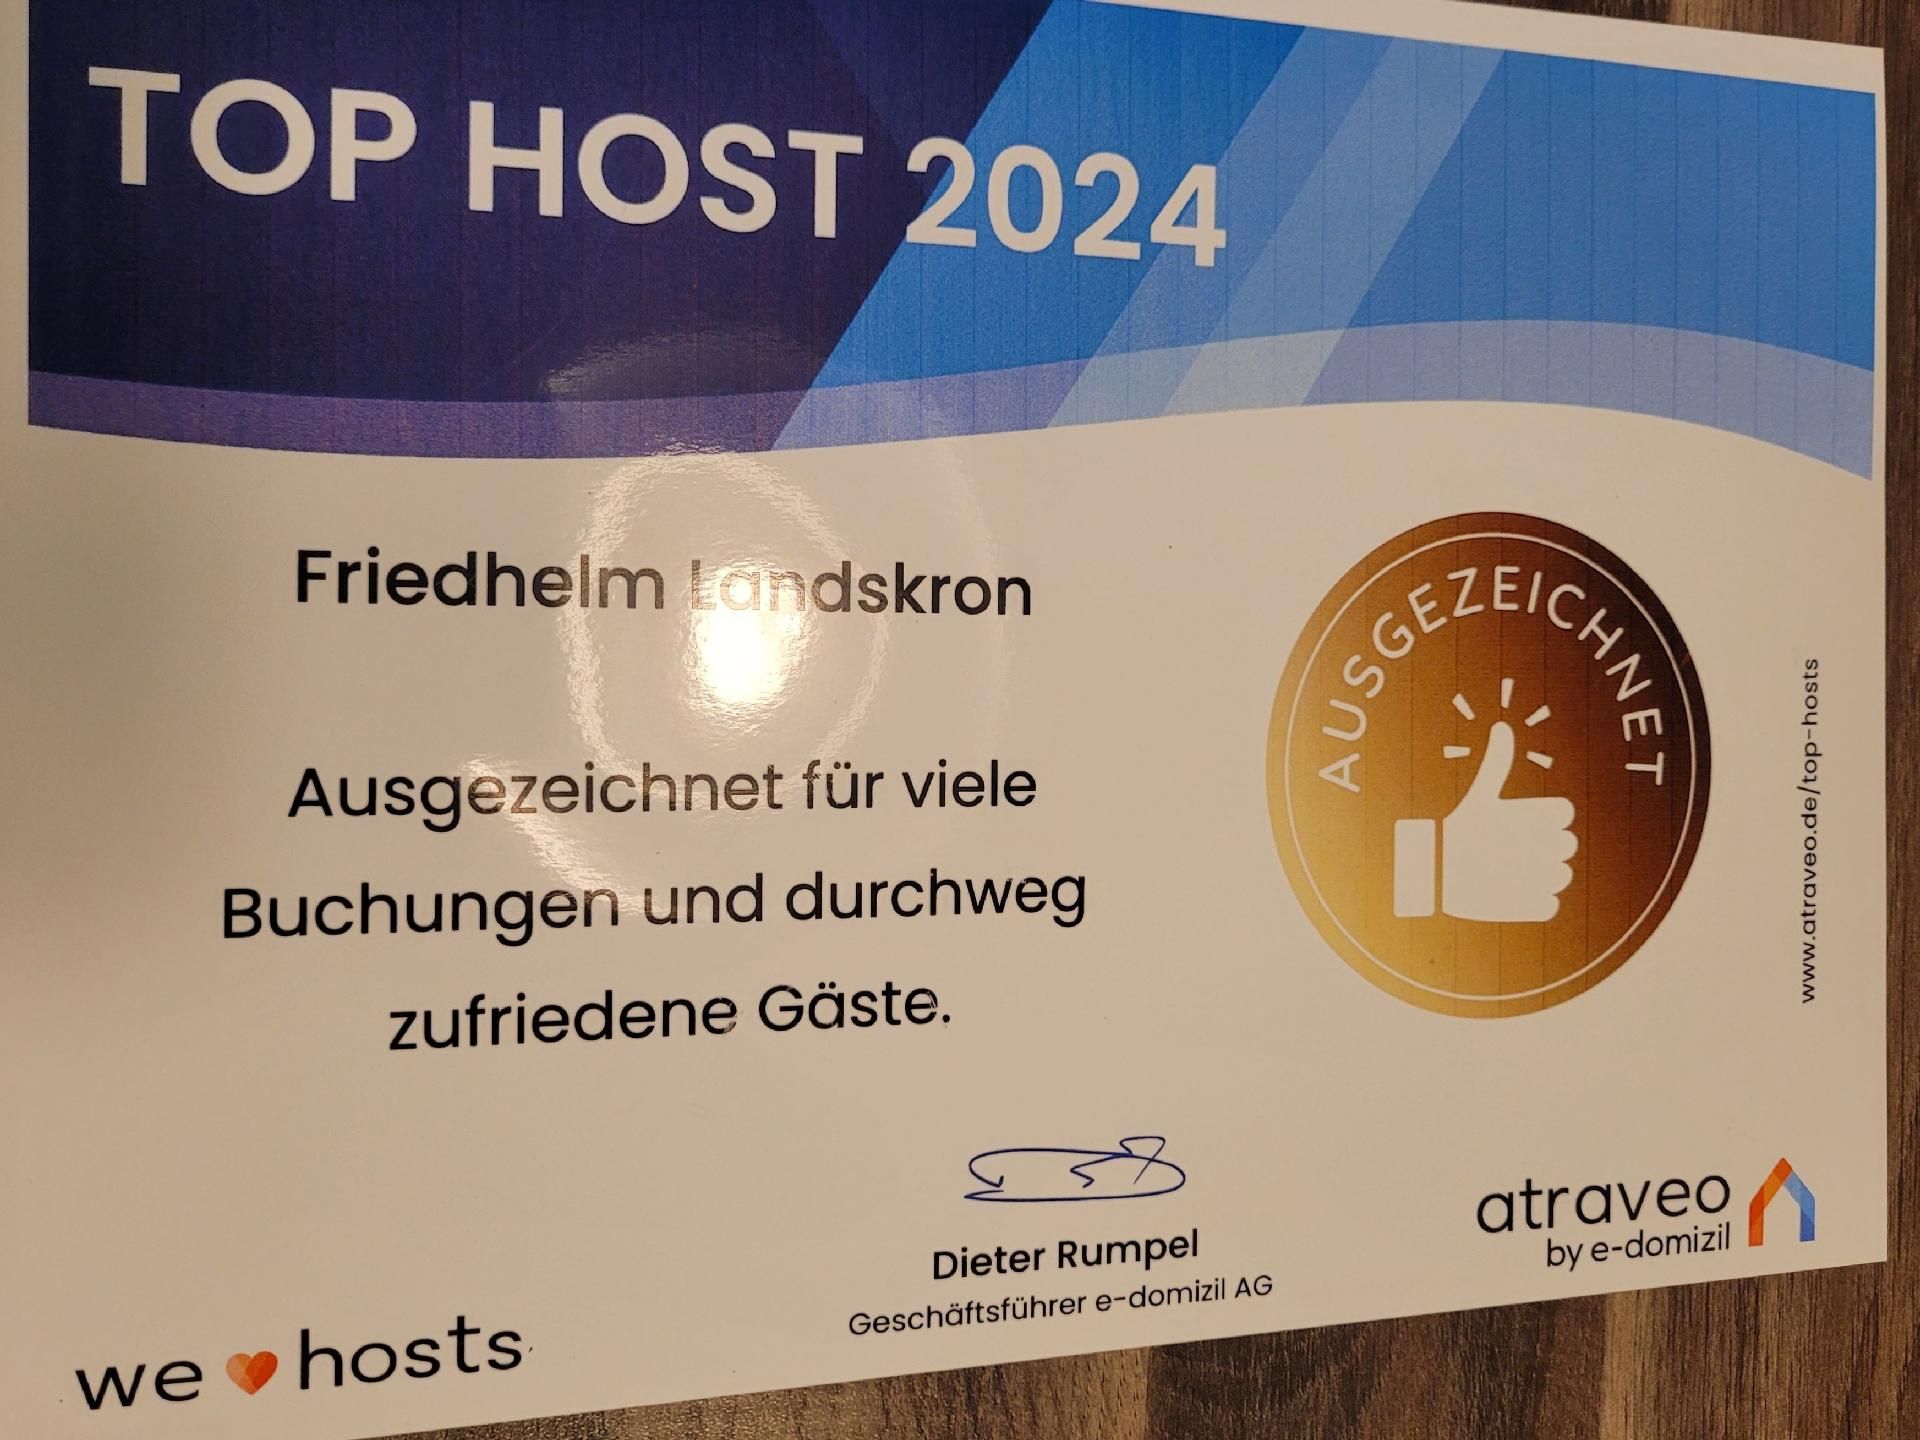 TOP HOST 2024
Friedhelm Landskron
Ausgezeichnet für viele
Buchungen und durchweg
zufriedene Gäste.
AUSGEZEICHNET
www.atraveo.de/top-hosts
Dieter Rumpel
Geschäftsführer e-domizil AG
atraveo
by e-domizil
we hosts